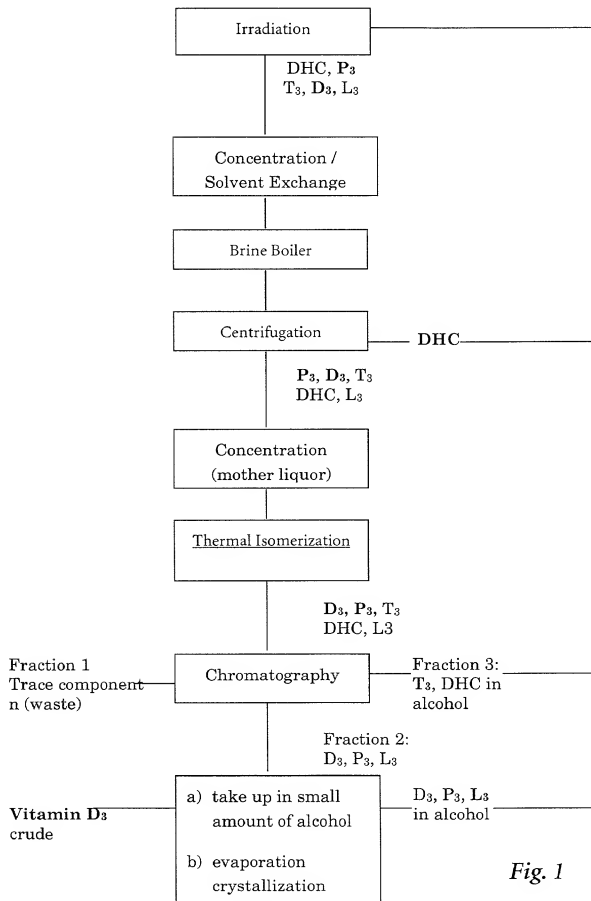 Irradiation
DHC, P₃
T₃, D₃, L₃
Concentration /
Solvent Exchange
Brine Boiler
Centrifugation
DHC
P₃, D₃, T₃
DHC, L₃
Concentration
(mother liquor)
Thermal Isomerization
D₃, P₃, T₃
DHC, L3
Fraction 1
Trace component
n (waste)
Chromatography
Fraction 3:
T₃, DHC in
alcohol
Fraction 2:
D₃, P₃, L₃
Vitamin D₃
crude
a) take up in small
amount of alcohol
b) evaporation
crystallization
D₃, P₃, L₃
in alcohol
Fig. 1